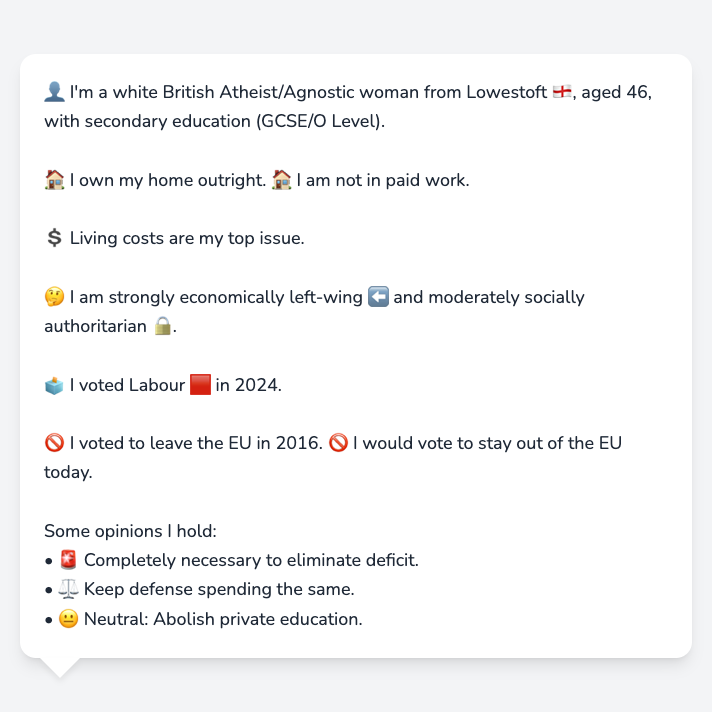 👤 I'm a white British Atheist/Agnostic woman from Lowestoft 🏴󠁧󠁢󠁥󠁮󠁧󠁿, aged 46,
with secondary education (GCSE/O Level).
🏠 I own my home outright. 🏠 I am not in paid work.
💲 Living costs are my top issue.
🤔 I am strongly economically left-wing ⬅️ and moderately socially
authoritarian 🔒.
🗳️ I voted Labour 🟥 in 2024.
🚫 I voted to leave the EU in 2016. 🚫 I would vote to stay out of the EU
today.
Some opinions I hold:
• 🚨 Completely necessary to eliminate deficit.
• ⚖️ Keep defense spending the same.
• 😐 Neutral: Abolish private education.